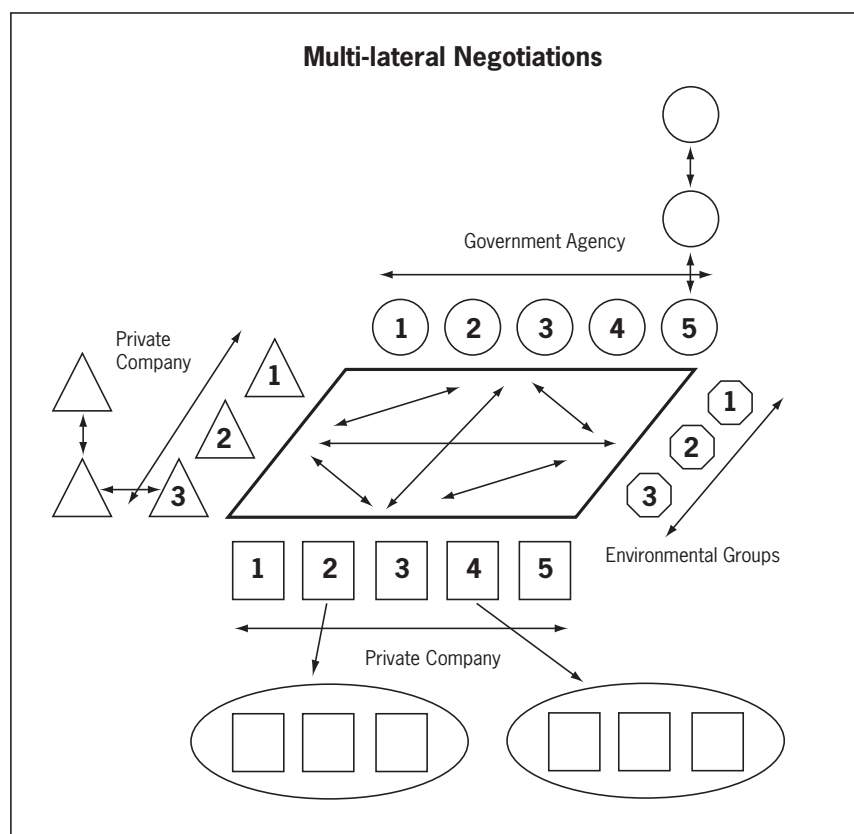 Multi-lateral Negotiations
Government Agency
1 2 3 4 5
Private
Company
1
2
3
1
2
3
Environmental Groups
1 2 3 4 5
Private Company